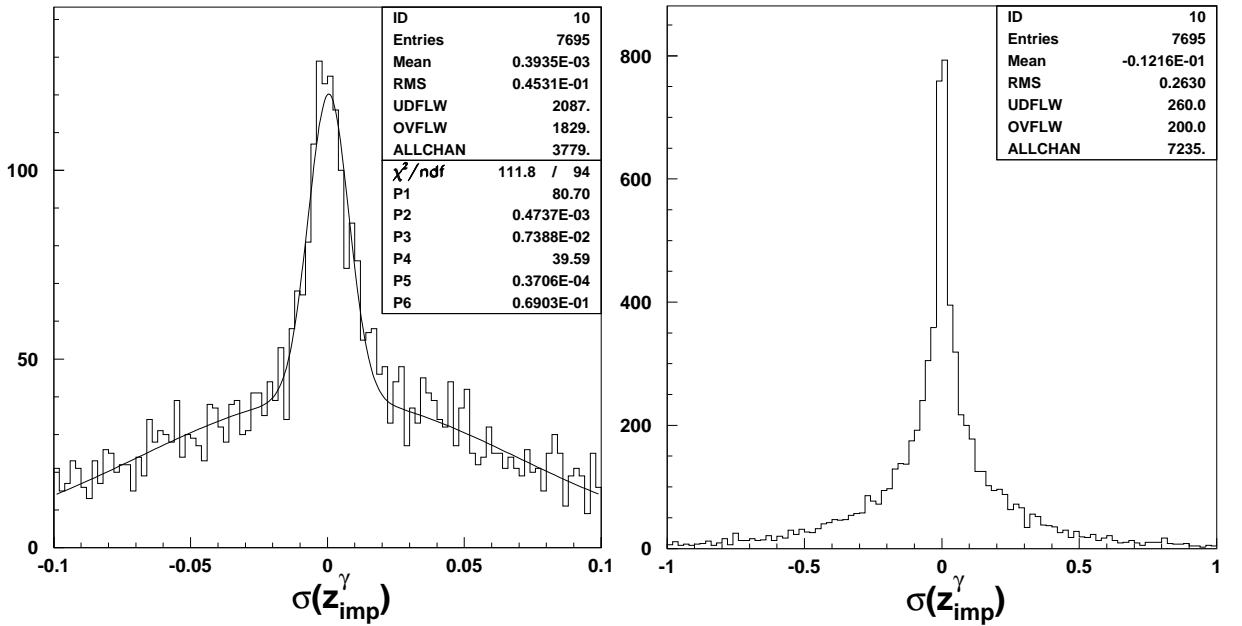 ID 10
Entries 7695
Mean 0.3935E-03
RMS 0.4531E-01
UDFLW 2087.
OVFLW 1829.
ALLCHAN 3779.
χ²/ndf 111.8 / 94
P1 80.70
P2 0.4737E-03
P3 0.7388E-02
P4 39.59
P5 0.3706E-04
P6 0.6903E-01
100
50
0
-0.1 -0.05 0 0.05 0.1
σ(z_imp^γ)
ID 10
Entries 7695
Mean -0.1216E-01
RMS 0.2630
UDFLW 260.0
OVFLW 200.0
ALLCHAN 7235.
800
600
400
200
0
-1 -0.5 0 0.5 1
σ(z_imp^γ)